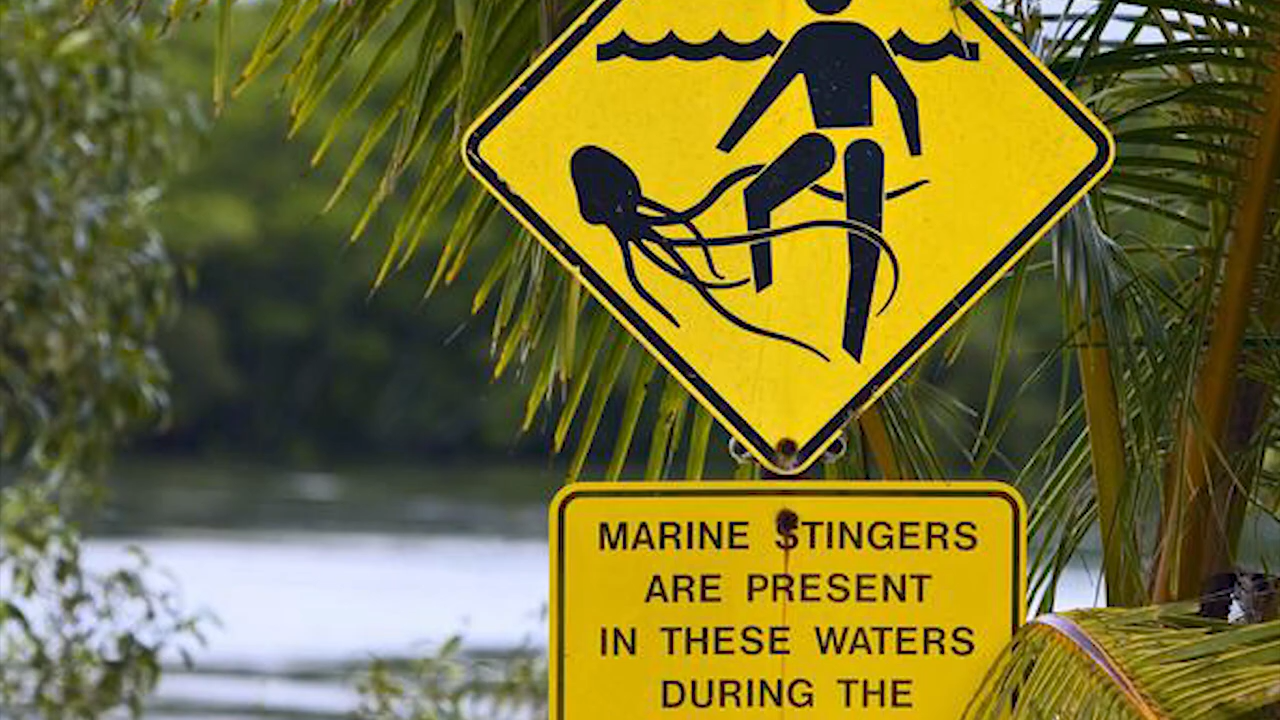 MARINE STINGERS
ARE PRESENT
IN THESE WATERS
DURING THE